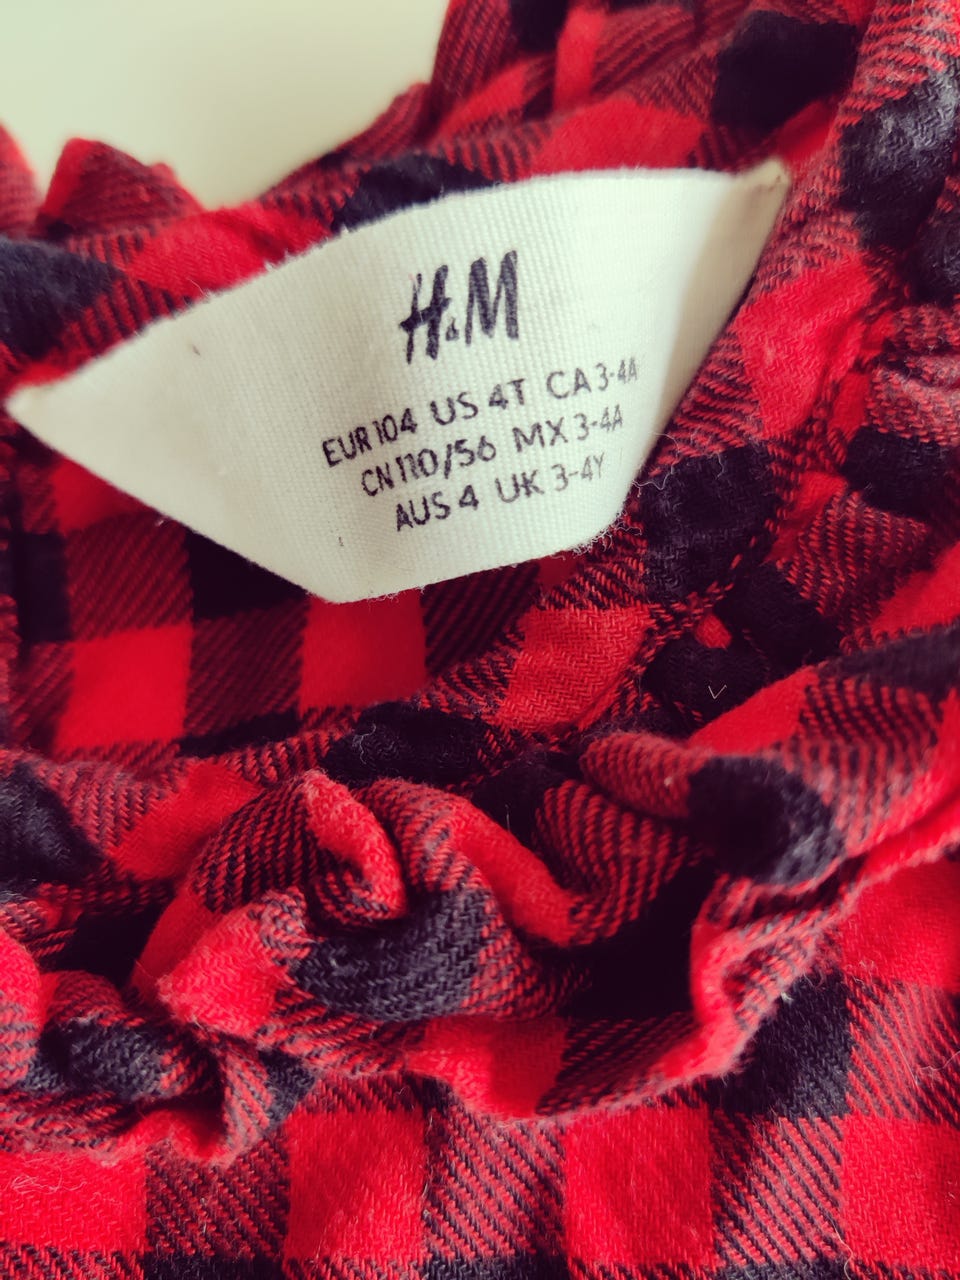 H&M
EUR 104 US 4T CA 3-4A
CN 110/56 MX 3-4A
AUS 4 UK 3-4Y